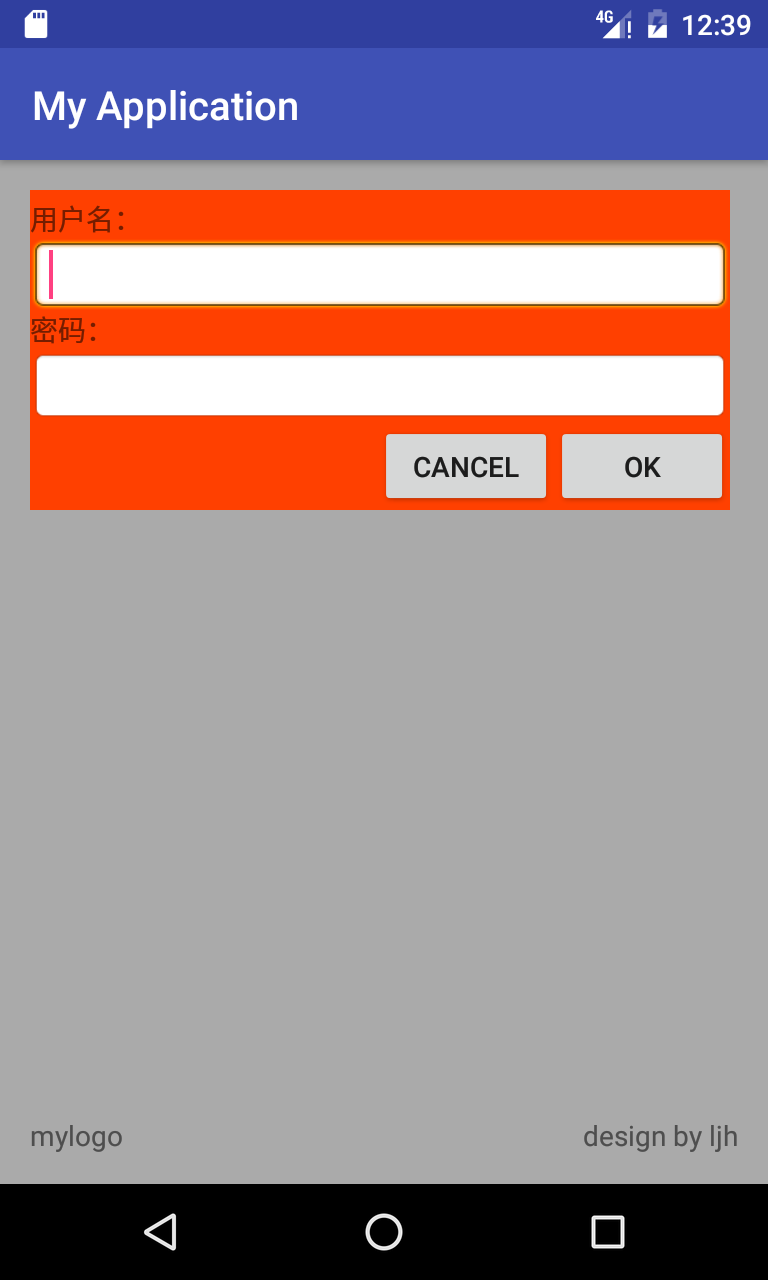 4G 12:39
My Application
用户名：
密码：
CANCEL OK
mylogo design by ljh